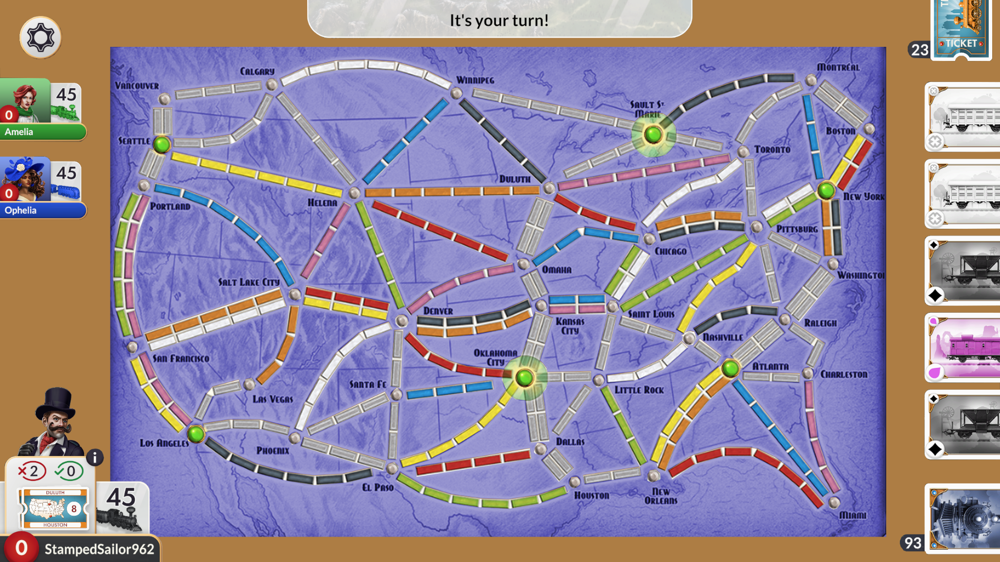 It's your turn!
TICKET
23
45
0
Amelia
45
0
Ophelia
MONTRÉAL
CALGARY
WINNIPEG
VANCOUVER
SAULT ST.
MARIE
BOSTON
SEATTLE
TORONTO
DULUTH
NEW YORK
HELENA
PORTLAND
PITTSBURG
CHICAGO
OMAHA
WASHINGTO
SALT LAKE CITY
DENVER
SAINT LOUIS
KANSAS
CITY
RALEIGH
NASHVILLE
OKLAHOMA
CITY
SAN FRANCISCO
ATLANTA
CHARLESTON
SANTA FE
LITTLE ROCK
LAS VEGAS
LOS ANGELES
PHOENIX
DALLAS
EL PASO
HOUSTON
NEW
ORLEANS
MIAMI
i
2 0
DULUTH
8
HOUSTON
45
0
StampedSailor962
93